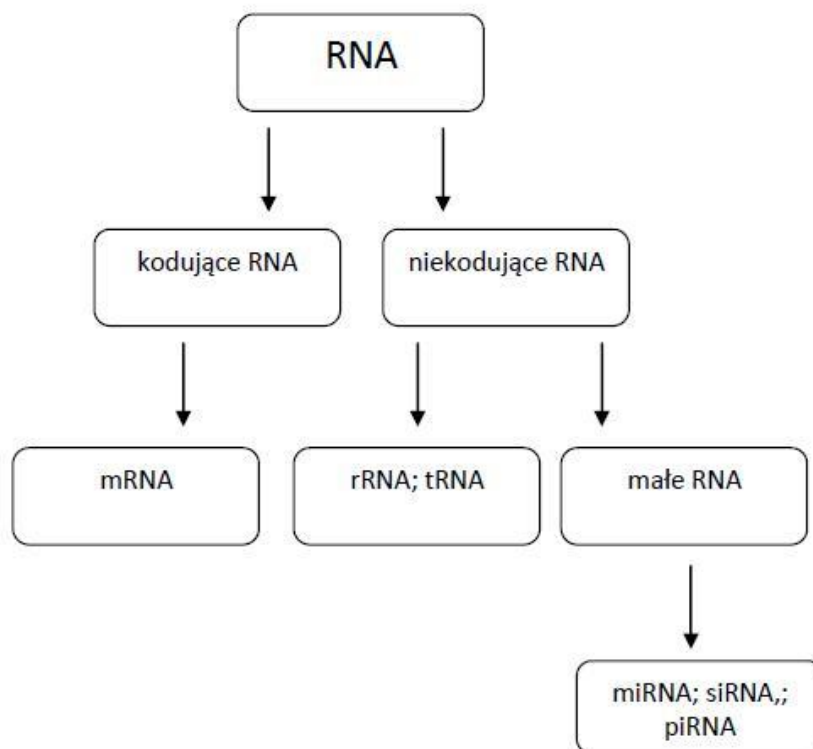 RNA
kodujące RNA
niekodujące RNA
mRNA
rRNA; tRNA
małe RNA
miRNA; siRNA,;
piRNA